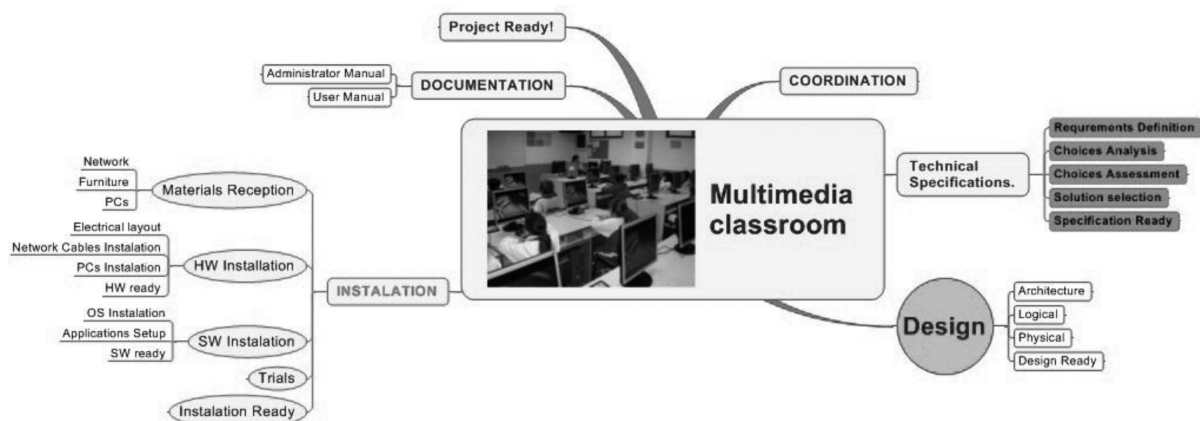 Project Ready!
DOCUMENTATION
Administrator Manual
User Manual
COORDINATION
Multimedia
classroom
Technical
Specifications.
Requrements Definition
Choices Analysis
Choices Assessment
Solution selection
Specification Ready
Design
Architecture
Logical
Physical
Design Ready
INSTALATION
Materials Reception
Network
Furniture
PCs
HW Installation
Electrical layout
Network Cables Instalation
PCs Instalation
HW ready
SW Instalation
OS Instalation
Applications Setup
SW ready
Trials
Instalation Ready